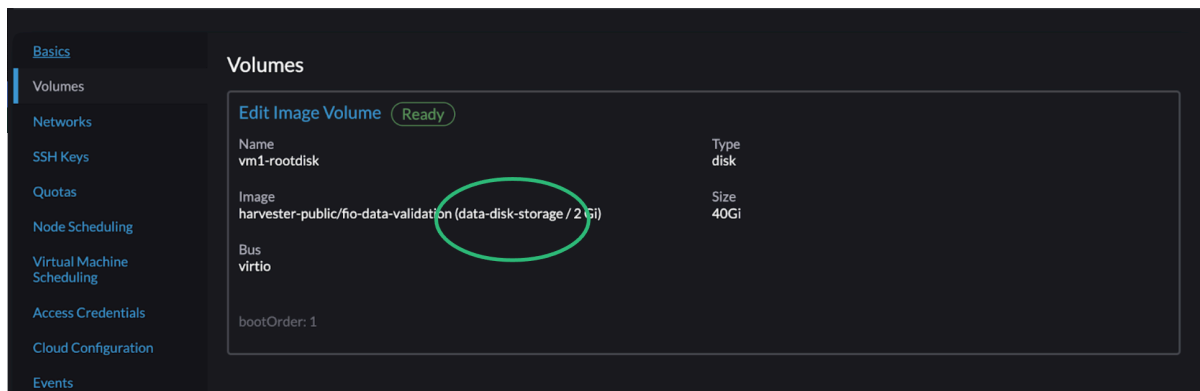 Basics
Volumes
Networks
SSH Keys
Quotas
Node Scheduling
Virtual Machine
Scheduling
Access Credentials
Cloud Configuration
Events
Volumes
Edit Image Volume Ready
Name Type
vm1-rootdisk disk
Image Size
harvester-public/fio-data-validation (data-disk-storage / 2 Gi) 40Gi
Bus
virtio
bootOrder: 1